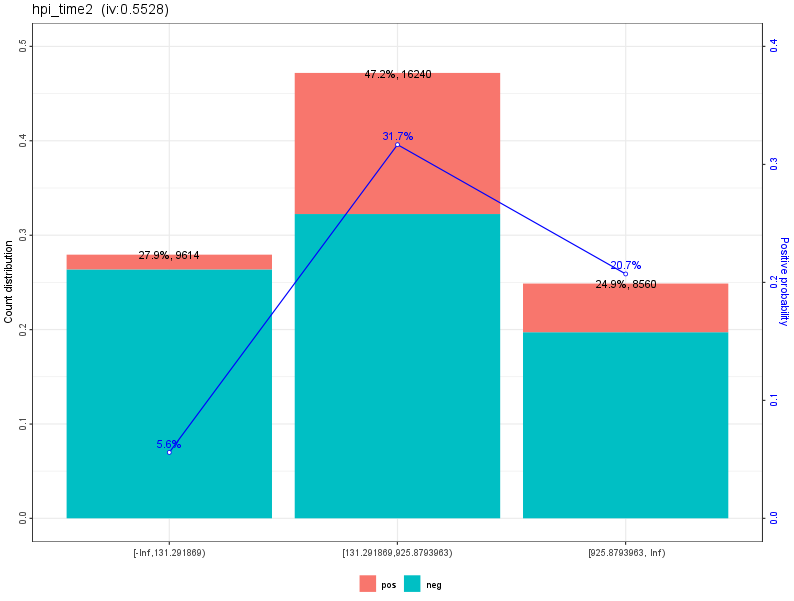 hpi_time2 (iv:0.5528)
0.5
0.4
0.3
0.2
0.1
0.0
Count distribution
27.9%, 9614
47.2%, 16240
24.9%, 8560
5.6%
31.7%
20.7%
0.4
0.3
0.2
0.1
0.0
Positive probability
[-Inf,131.291869)
[131.291869,925.8793963)
[925.8793963, Inf)
pos
neg